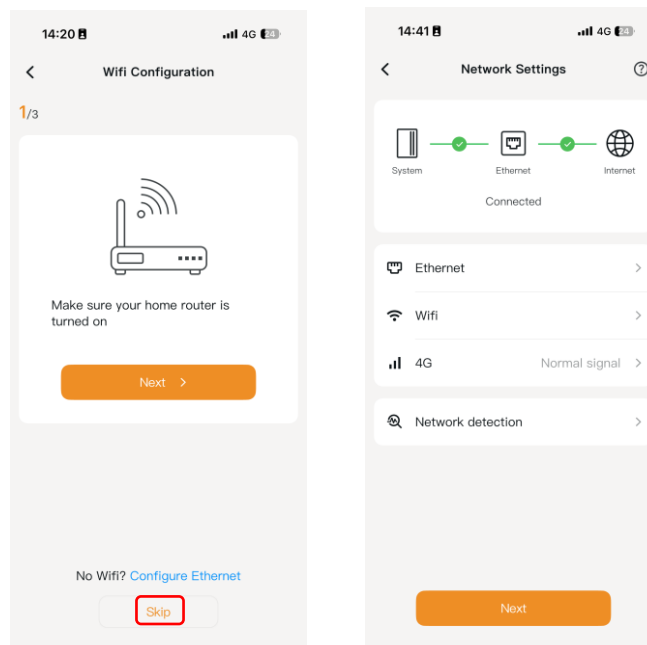 14:20
4G 24
Wifi Configuration
1/3
Make sure your home router is
turned on
Next >
No Wifi? Configure Ethernet
Skip
14:41
4G 24
Network Settings
?
System
Ethernet
Internet
Connected
Ethernet
Wifi
4G Normal signal
Network detection
Next